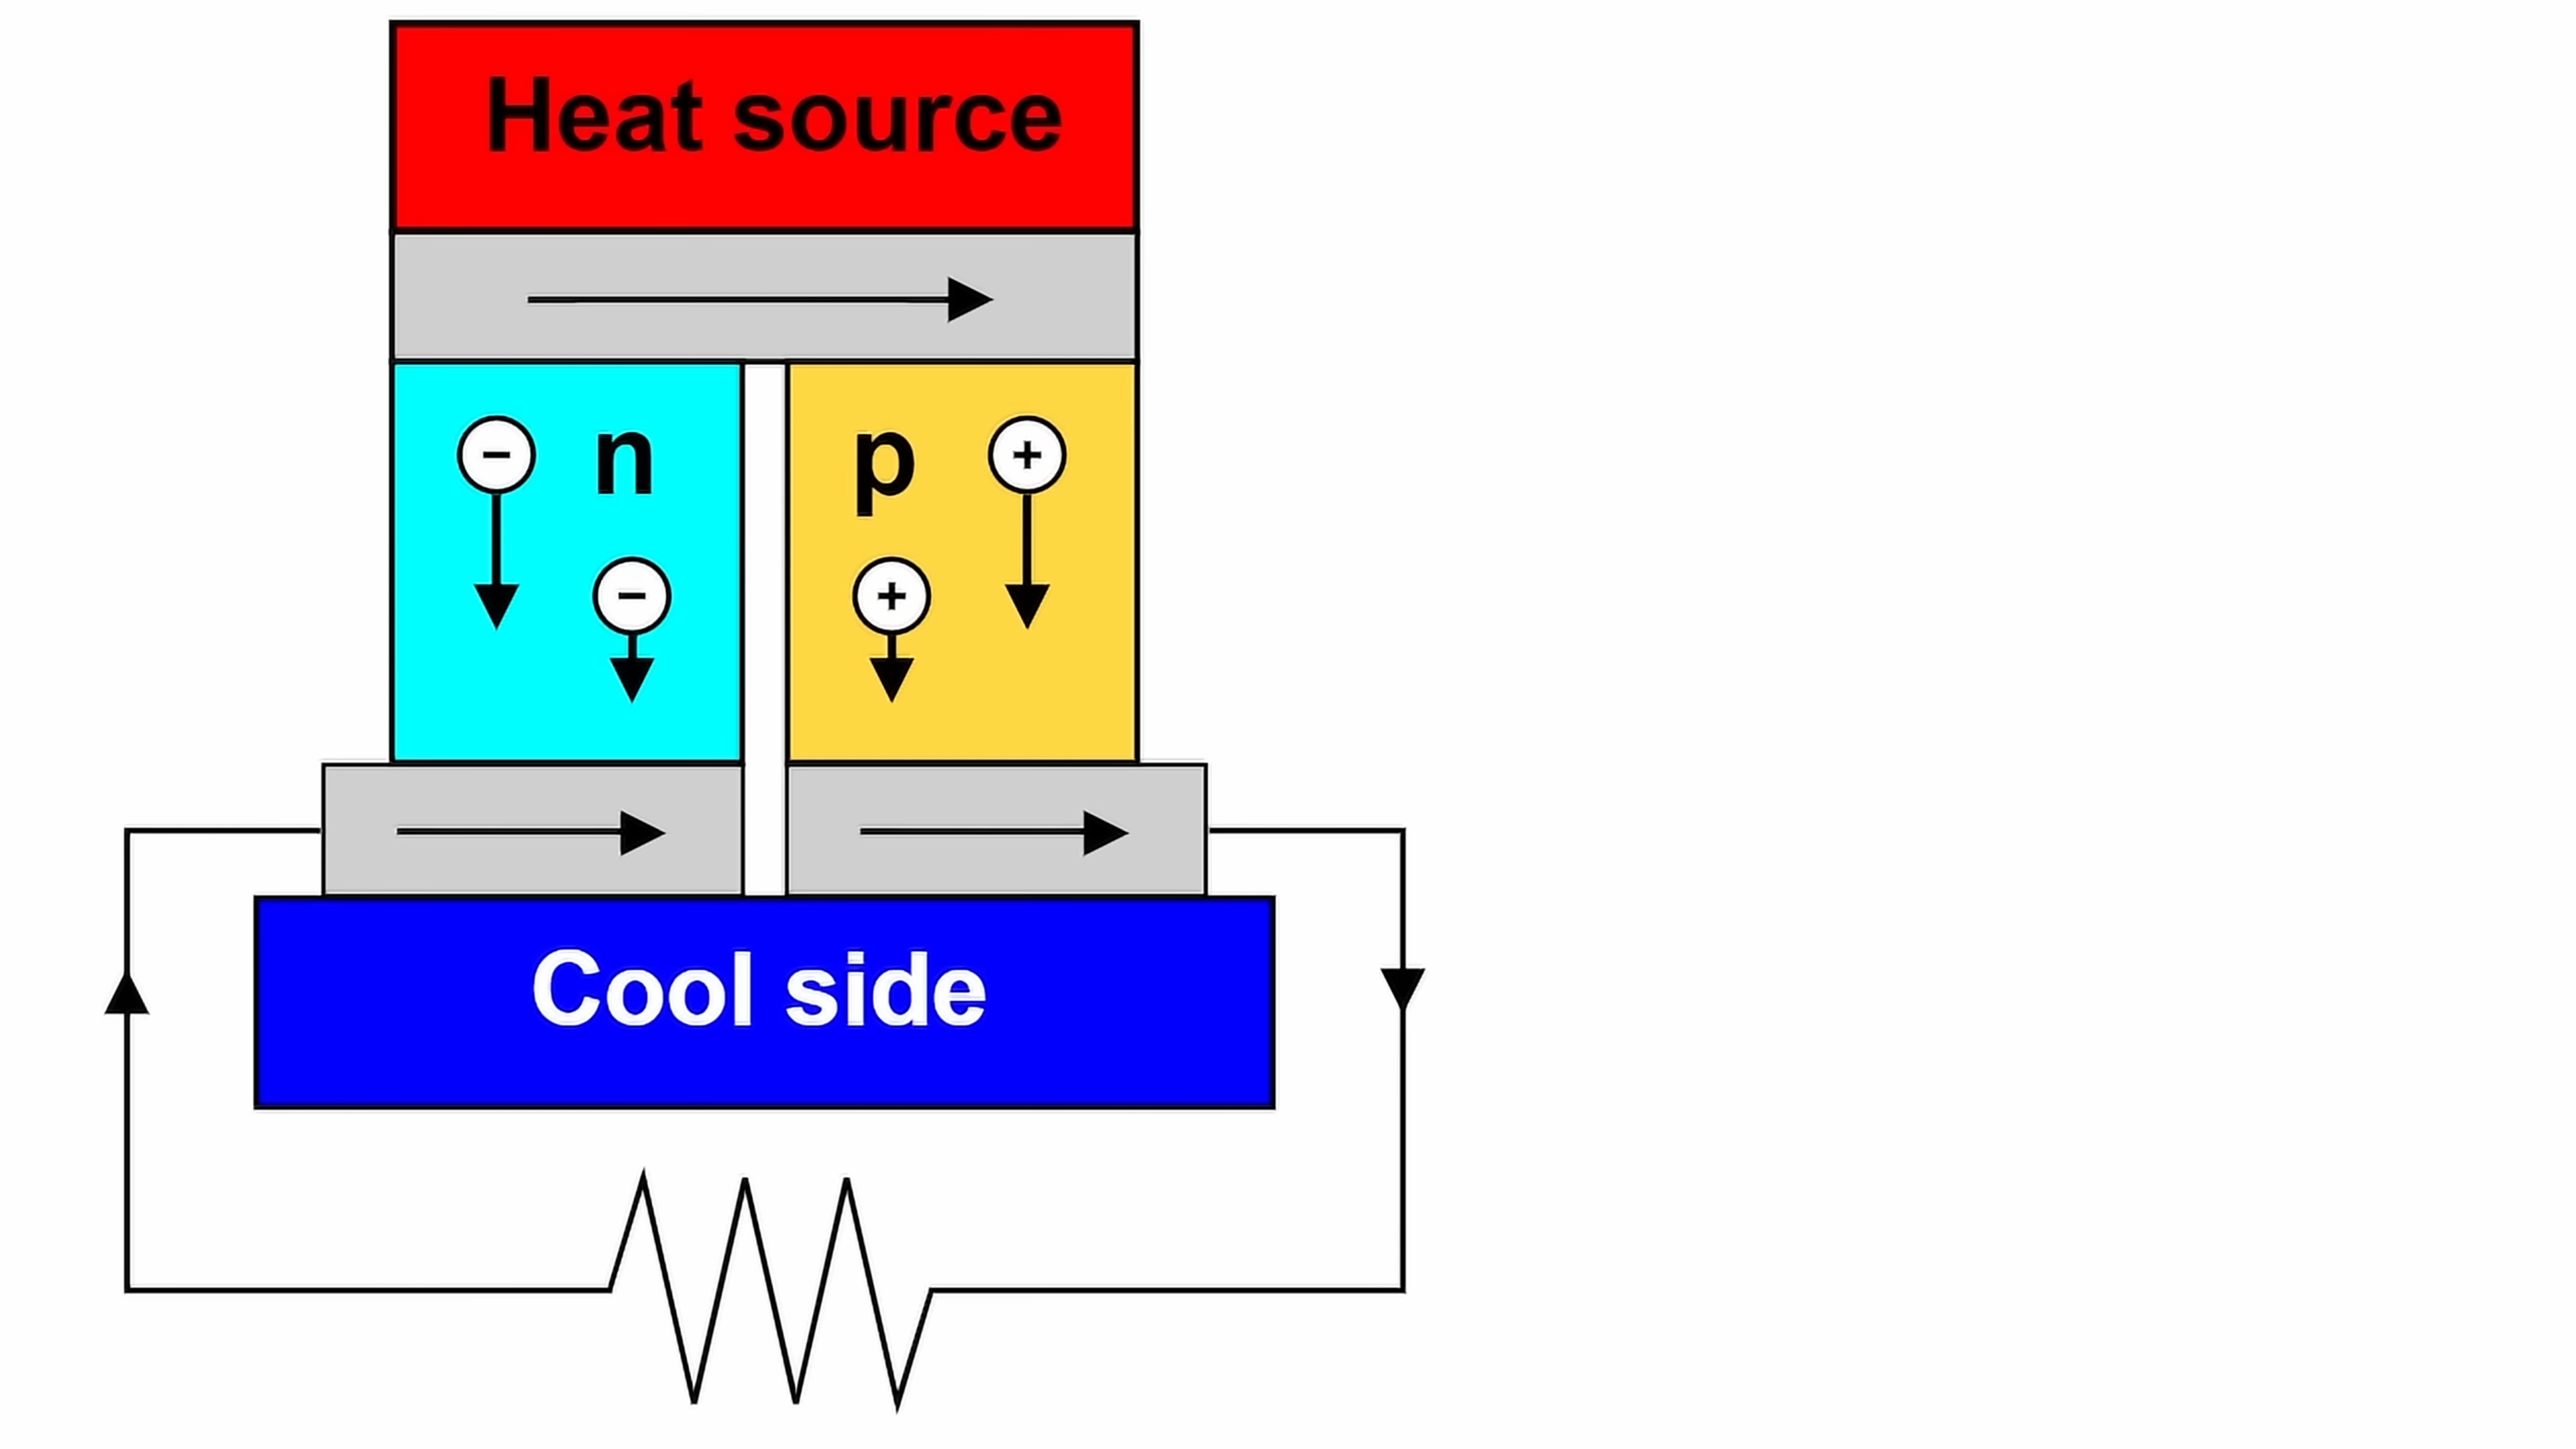 Heat source
− n p +
− +
Cool side